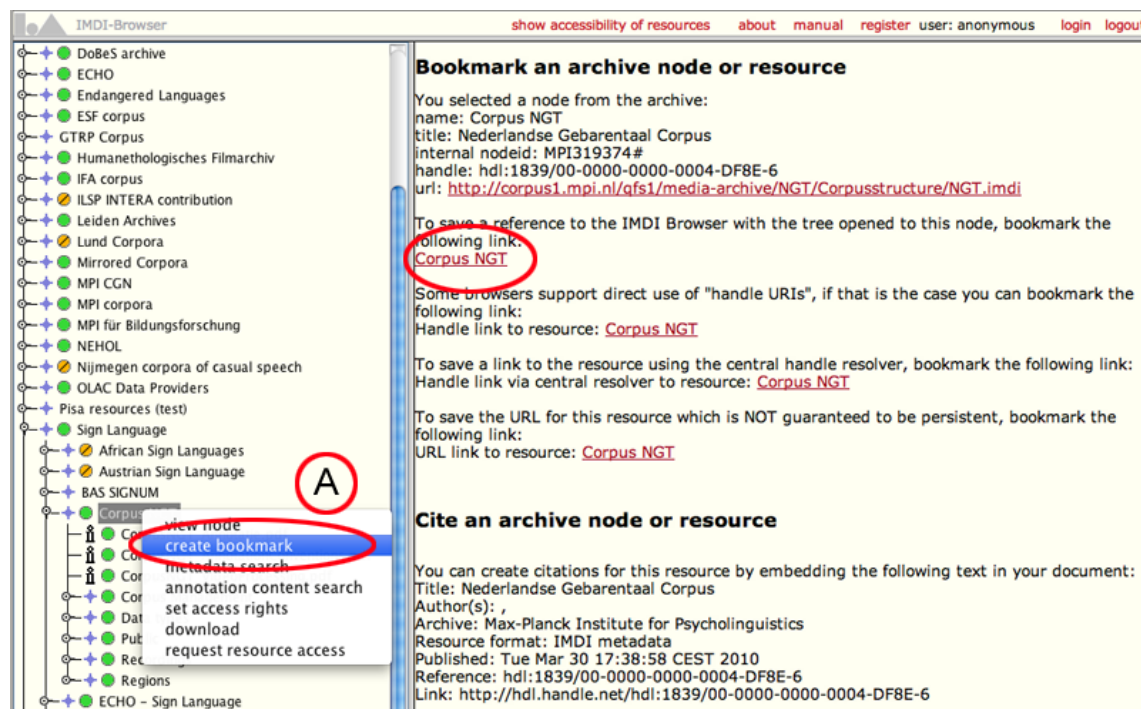 IMDI-Browser
show accessibility of resources about manual register user: anonymous login logout
DoBeS archive
ECHO
Endangered Languages
ESF corpus
GTRP Corpus
Humanethologisches Filmarchiv
IFA corpus
ILSP INTERA contribution
Leiden Archives
Lund Corpora
Mirrored Corpora
MPI CGN
MPI corpora
MPI für Bildungsforschung
NEHOL
Nijmegen corpora of casual speech
OLAC Data Providers
Pisa resources (test)
Sign Language
African Sign Languages
Austrian Sign Language
BAS SIGNUM
Corpus
Regions
ECHO - Sign Language
A
view node
create bookmark
metadata search
annotation content search
set access rights
download
request resource access
Bookmark an archive node or resource
You selected a node from the archive:
name: Corpus NGT
title: Nederlandse Gebarentaal Corpus
internal nodeid: MPI319374#
handle: hdl:1839/00-0000-0000-0004-DF8E-6
url: http://corpus1.mpi.nl/qfs1/media-archive/NGT/Corpusstructure/NGT.imdi
To save a reference to the IMDI Browser with the tree opened to this node, bookmark the
following link:
Corpus NGT
Some browsers support direct use of "handle URIs", if that is the case you can bookmark the
following link:
Handle link to resource: Corpus NGT
To save a link to the resource using the central handle resolver, bookmark the following link:
Handle link via central resolver to resource: Corpus NGT
To save the URL for this resource which is NOT guaranteed to be persistent, bookmark the
following link:
URL link to resource: Corpus NGT
Cite an archive node or resource
You can create citations for this resource by embedding the following text in your document:
Title: Nederlandse Gebarentaal Corpus
Author(s): ,
Archive: Max-Planck Institute for Psycholinguistics
Resource format: IMDI metadata
Published: Tue Mar 30 17:38:58 CEST 2010
Reference: hdl:1839/00-0000-0000-0004-DF8E-6
Link: http://hdl.handle.net/hdl:1839/00-0000-0000-0004-DF8E-6